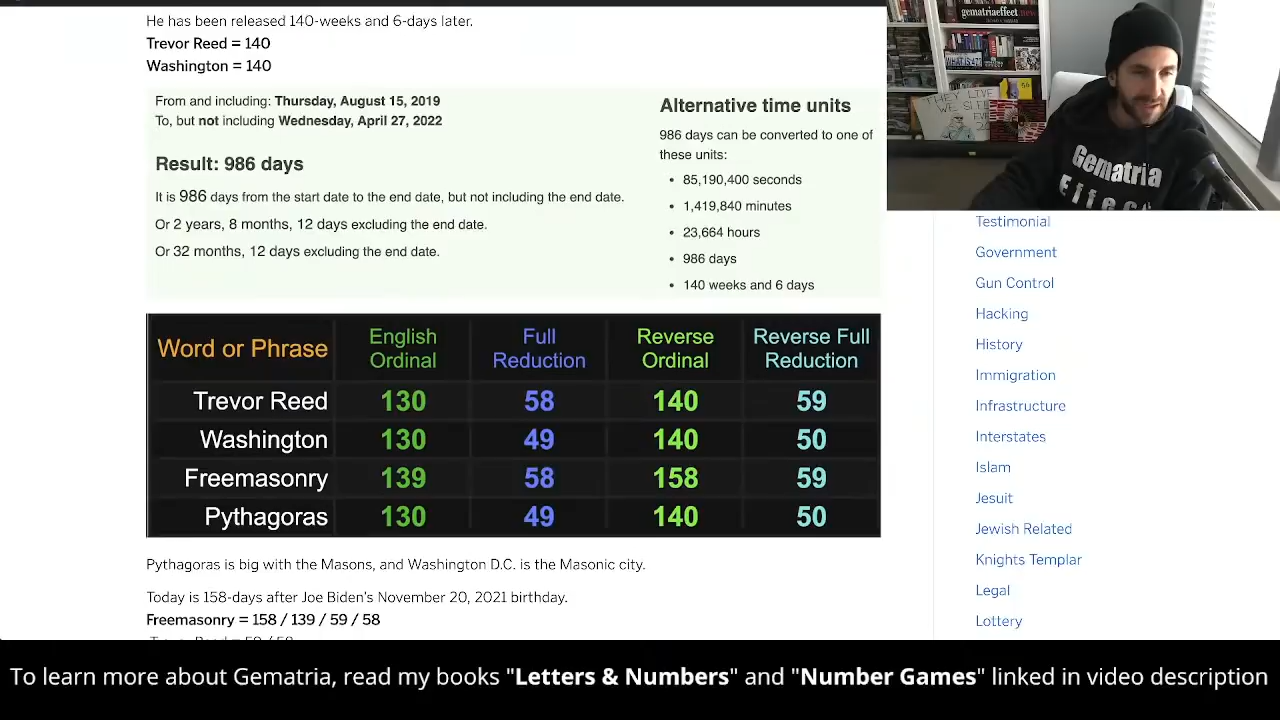 He has been released 140-weeks and 6-days later.
Trevor Reed = 140
Washington = 140
From and including: Thursday, August 15, 2019
To, but not including Wednesday, April 27, 2022
Result: 986 days
It is 986 days from the start date to the end date, but not including the end date.
Or 2 years, 8 months, 12 days excluding the end date.
Or 32 months, 12 days excluding the end date.
Alternative time units
986 days can be converted to one of
these units:
• 85,190,400 seconds
• 1,419,840 minutes
• 23,664 hours
• 986 days
• 140 weeks and 6 days
Word or Phrase English Ordinal Full Reduction Reverse Ordinal Reverse Full Reduction
Trevor Reed 130 58 140 59
Washington 130 49 140 50
Freemasonry 139 58 158 59
Pythagoras 130 49 140 50
Pythagoras is big with the Masons, and Washington D.C. is the Masonic city.
Today is 158-days after Joe Biden's November 20, 2021 birthday.
Freemasonry = 158 / 139 / 59 / 58
gematriaeffect.new
THEY LIVE
WE SLEEP
Gematria
Effect
Testimonial
Government
Gun Control
Hacking
History
Immigration
Infrastructure
Interstates
Islam
Jesuit
Jewish Related
Knights Templar
Legal
Lottery
To learn more about Gematria, read my books "Letters & Numbers" and "Number Games" linked in video description